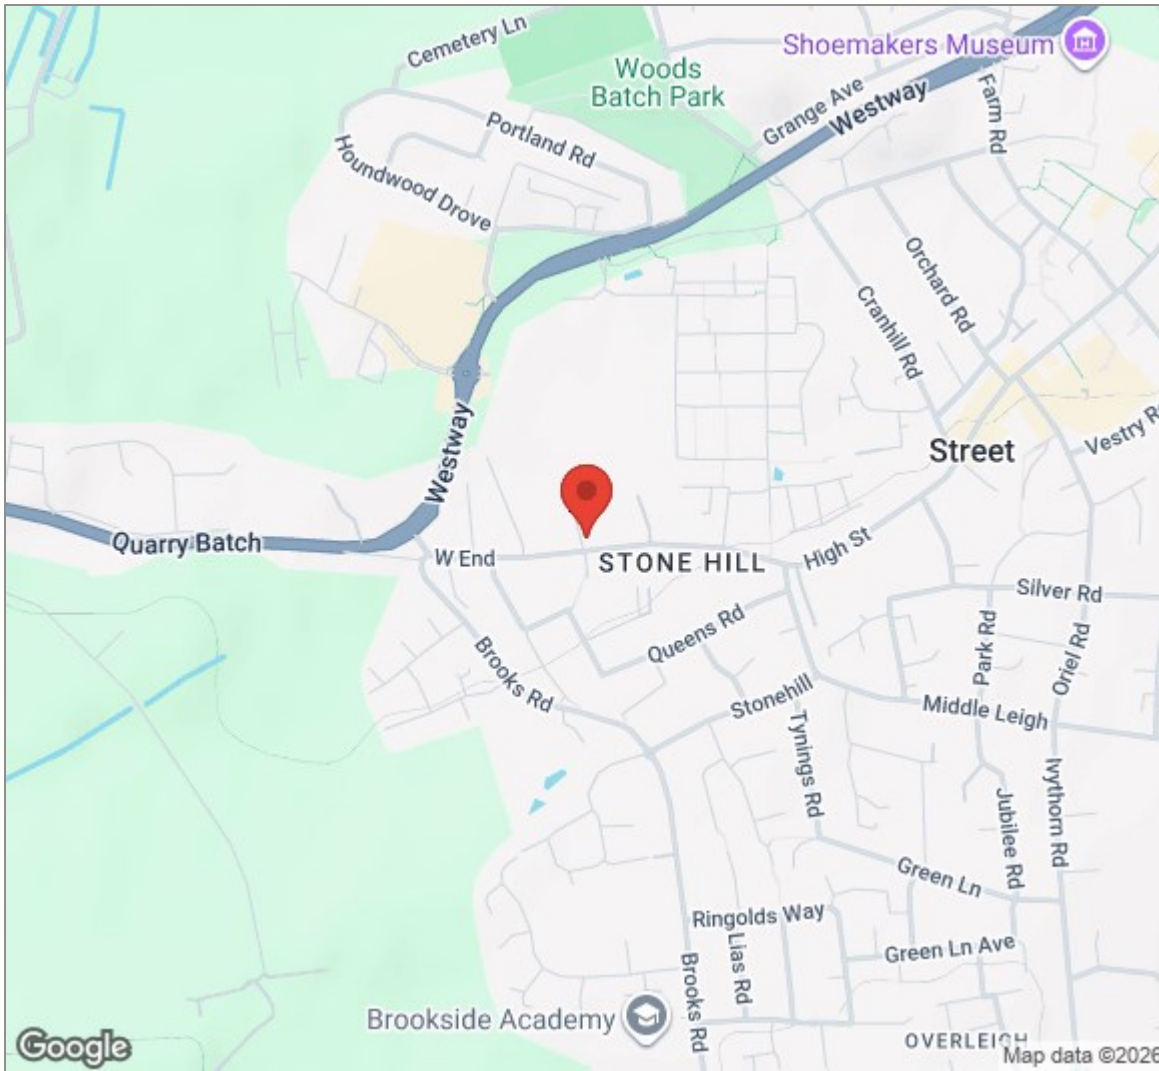 Cemetery Ln
Shoemakers Museum
Woods
Batch Park
Grange Ave
Westway
Farm Rd
Portland Rd
Houndwood Drove
Orchard Rd
Cranhill Rd
Westway
Street
Vestry Rd
Quarry Batch
W End
STONE HILL
High St
Silver Rd
Queens Rd
Park Rd
Oriel Rd
Brooks Rd
Stonehill
Middle Leigh
Tynings Rd
Ivythorn Rd
Jubilee Rd
Green Ln
Ringolds Way
Lias Rd
Green Ln Ave
Brooks Rd
Brookside Academy
OVERLEIGH
Google
Map data ©2026